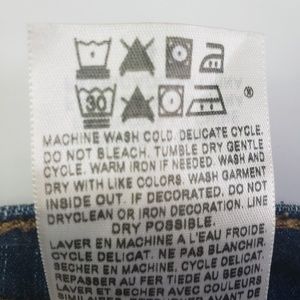 30
®
MACHINE WASH COLD. DELICATE CYCLE.
DO NOT BLEACH. TUMBLE DRY GENTLE
CYCLE. WARM IRON IF NEEDED. WASH AND
DRY WITH LIKE COLORS. WASH GARMENT
INSIDE OUT. IF DECORATED. DO NOT
DRYCLEAN OR IRON DECORATION. LINE
DRY POSSIBLE.
LAVER EN MACHINE A L'EAU FROIDE.
CYCLE DELICAT. NE PAS BLANCHIR.
SECHER EN MACHINE, CYCLE DELICAT.
REPASSER AU FER TIEDE AU BESOIN.
LAVER ET SECHER AVEC COULEURS